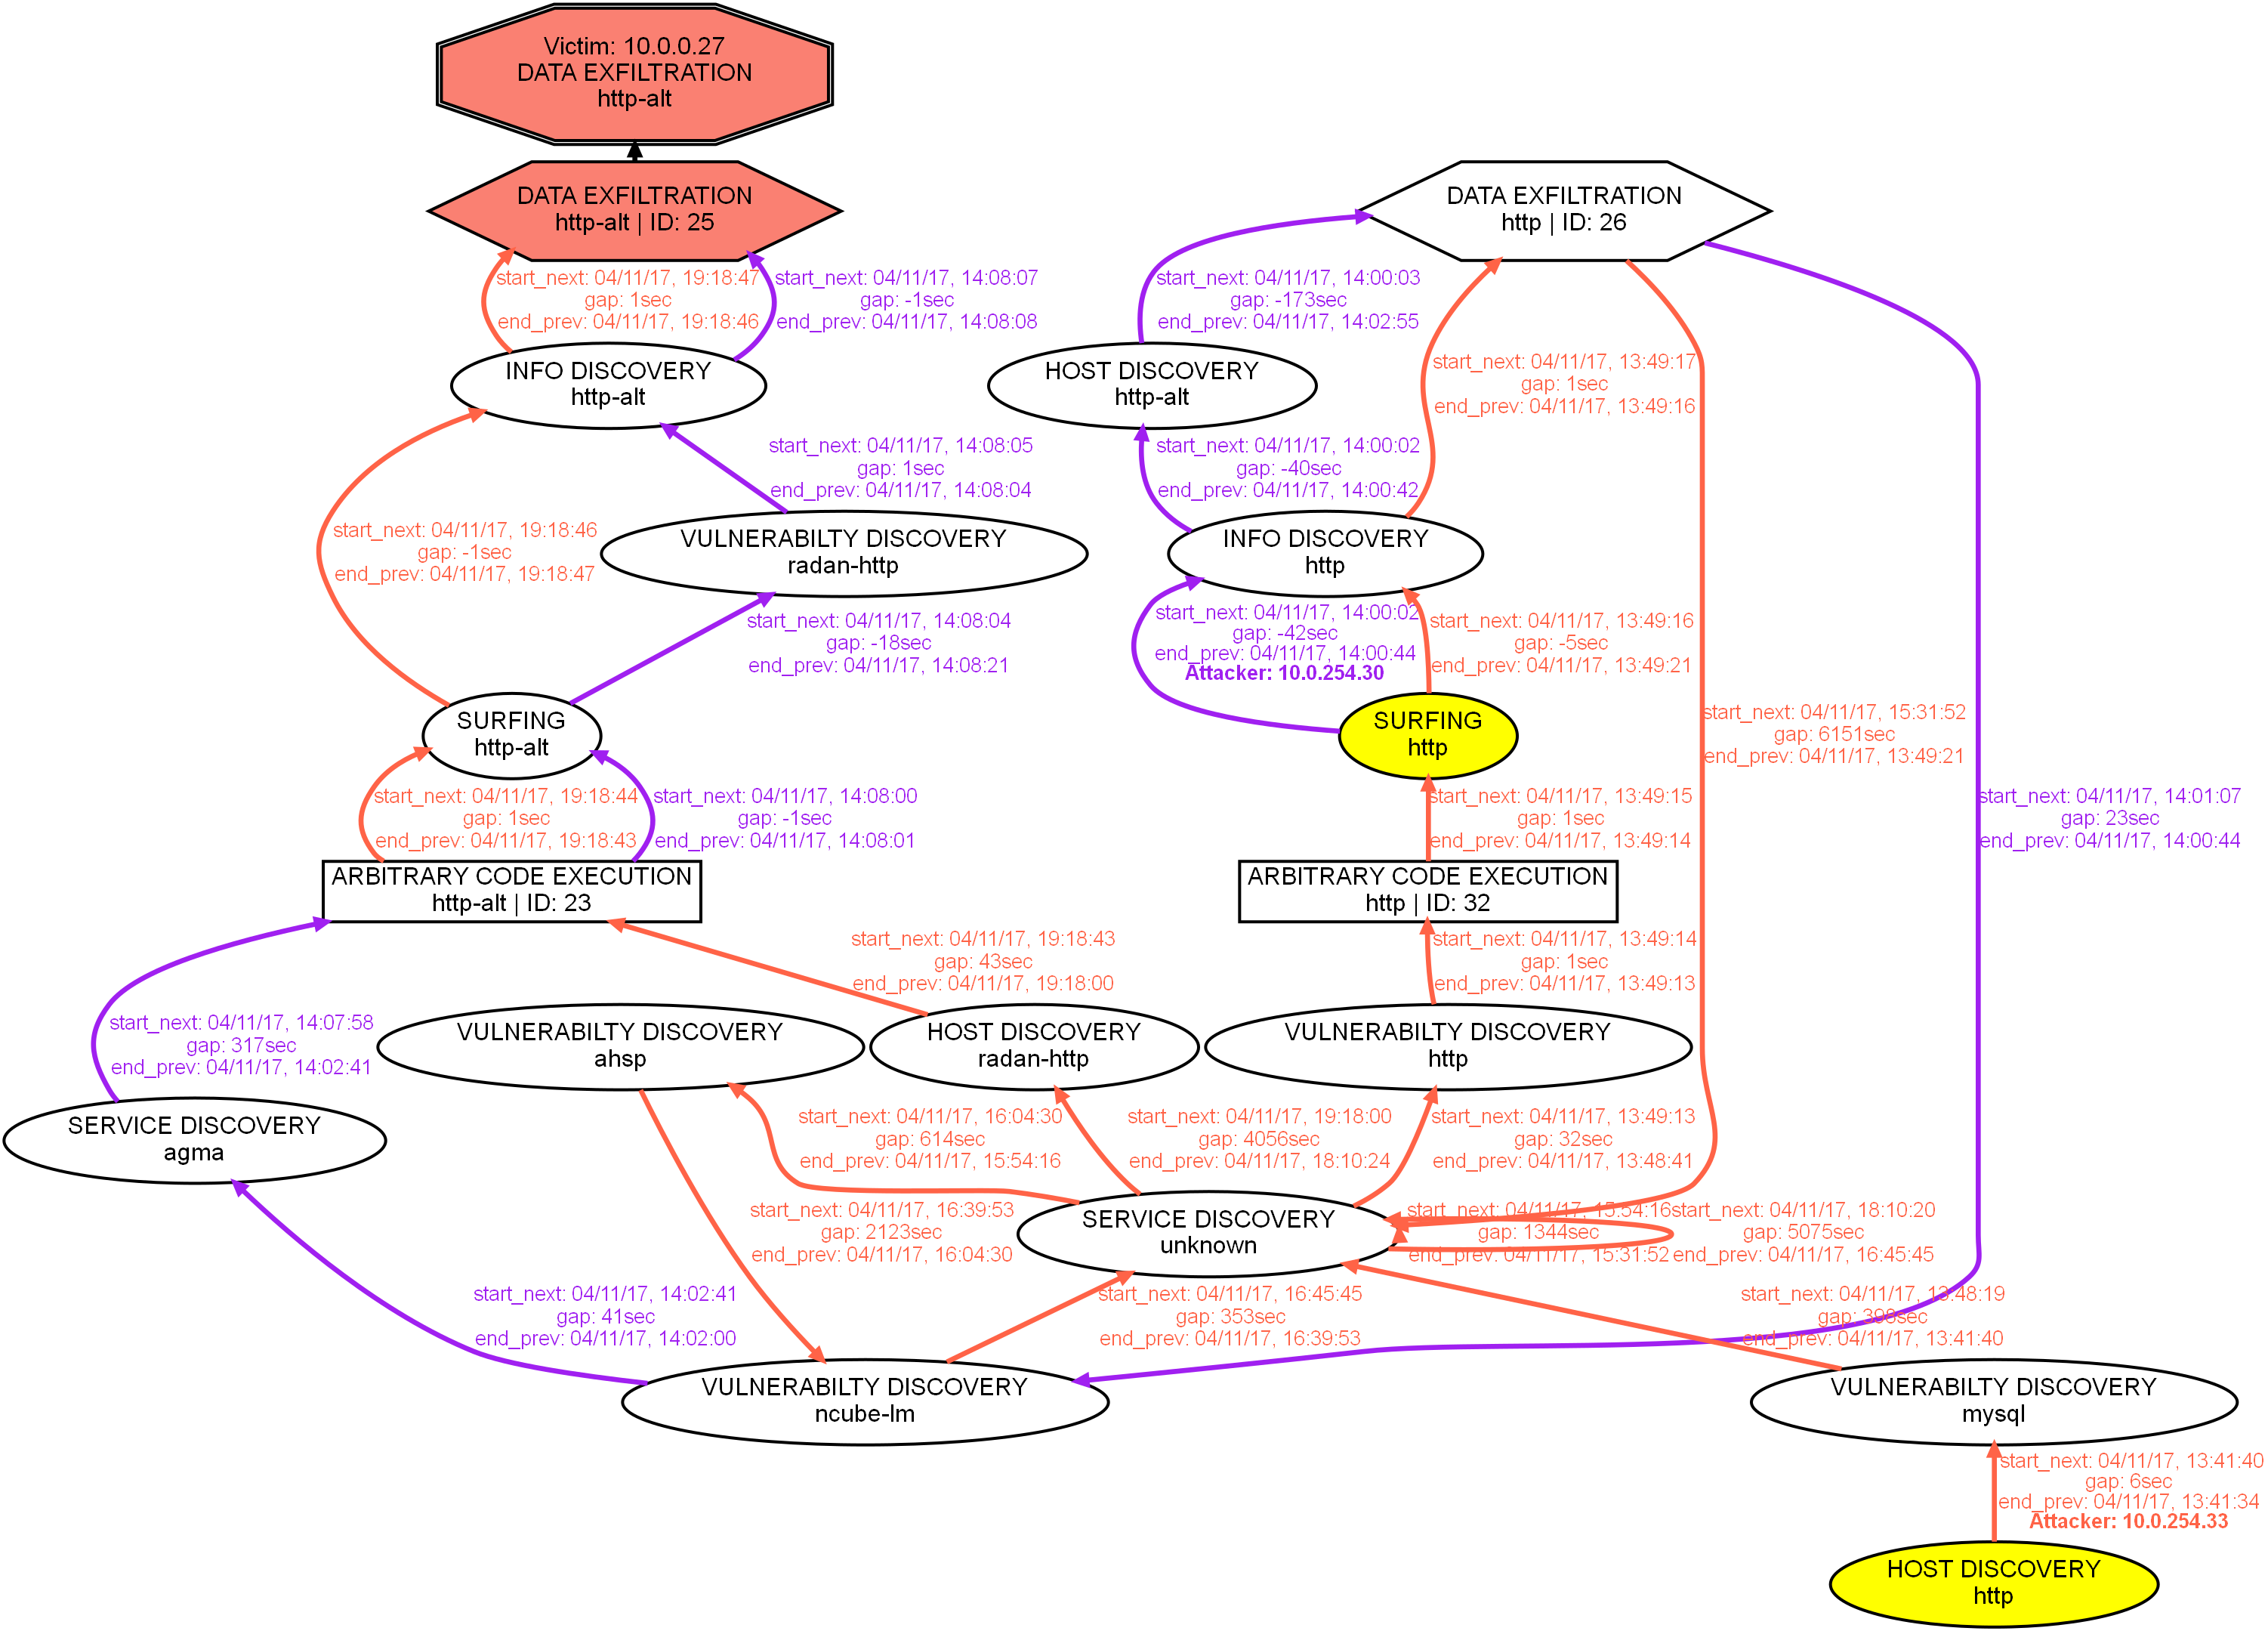 Victim: 10.0.0.27
DATA EXFILTRATION
http-alt
DATA EXFILTRATION
http-alt | ID: 25
DATA EXFILTRATION
http | ID: 26
start_next: 04/11/17, 19:18:47
gap: 1sec
end_prev: 04/11/17, 19:18:46
start_next: 04/11/17, 14:08:07
gap: -1sec
end_prev: 04/11/17, 14:08:08
start_next: 04/11/17, 14:00:03
gap: -173sec
end_prev: 04/11/17, 14:02:55
start_next: 04/11/17, 13:49:17
gap: 1sec
end_prev: 04/11/17, 13:49:16
INFO DISCOVERY
http-alt
HOST DISCOVERY
http-alt
start_next: 04/11/17, 14:08:05
gap: 1sec
end_prev: 04/11/17, 14:08:04
start_next: 04/11/17, 14:00:02
gap: -40sec
end_prev: 04/11/17, 14:00:42
start_next: 04/11/17, 19:18:46
gap: -1sec
end_prev: 04/11/17, 19:18:47
VULNERABILTY DISCOVERY
radan-http
INFO DISCOVERY
http
start_next: 04/11/17, 14:08:04
gap: -18sec
end_prev: 04/11/17, 14:08:21
start_next: 04/11/17, 14:00:02
gap: -42sec
end_prev: 04/11/17, 14:00:44
Attacker: 10.0.254.30
start_next: 04/11/17, 13:49:16
gap: -5sec
end_prev: 04/11/17, 13:49:21
SURFING
http-alt
SURFING
http
start_next: 04/11/17, 15:31:52
gap: 6151sec
end_prev: 04/11/17, 13:49:21
start_next: 04/11/17, 19:18:44
gap: 1sec
end_prev: 04/11/17, 19:18:43
start_next: 04/11/17, 14:08:00
gap: -1sec
end_prev: 04/11/17, 14:08:01
start_next: 04/11/17, 13:49:15
gap: 1sec
end_prev: 04/11/17, 13:49:14
start_next: 04/11/17, 14:01:07
gap: 23sec
end_prev: 04/11/17, 14:00:44
ARBITRARY CODE EXECUTION
http-alt | ID: 23
ARBITRARY CODE EXECUTION
http | ID: 32
start_next: 04/11/17, 19:18:43
gap: 43sec
end_prev: 04/11/17, 19:18:00
start_next: 04/11/17, 13:49:14
gap: 1sec
end_prev: 04/11/17, 13:49:13
start_next: 04/11/17, 14:07:58
gap: 317sec
end_prev: 04/11/17, 14:02:41
VULNERABILTY DISCOVERY
ahsp
HOST DISCOVERY
radan-http
VULNERABILTY DISCOVERY
http
SERVICE DISCOVERY
agma
start_next: 04/11/17, 16:04:30
gap: 614sec
end_prev: 04/11/17, 15:54:16
start_next: 04/11/17, 19:18:00
gap: 4056sec
end_prev: 04/11/17, 18:10:24
start_next: 04/11/17, 13:49:13
gap: 32sec
end_prev: 04/11/17, 13:48:41
start_next: 04/11/17, 16:39:53
gap: 2123sec
end_prev: 04/11/17, 16:04:30
SERVICE DISCOVERY
unknown
start_next: 04/11/17, 15:54:16
gap: 1344sec
end_prev: 04/11/17, 15:31:52
start_next: 04/11/17, 18:10:20
gap: 5075sec
end_prev: 04/11/17, 16:45:45
start_next: 04/11/17, 14:02:41
gap: 41sec
end_prev: 04/11/17, 14:02:00
start_next: 04/11/17, 16:45:45
gap: 353sec
end_prev: 04/11/17, 16:39:53
start_next: 04/11/17, 13:48:19
gap: 398sec
end_prev: 04/11/17, 13:41:40
VULNERABILTY DISCOVERY
ncube-lm
VULNERABILTY DISCOVERY
mysql
start_next: 04/11/17, 13:41:40
gap: 6sec
end_prev: 04/11/17, 13:41:34
Attacker: 10.0.254.33
HOST DISCOVERY
http